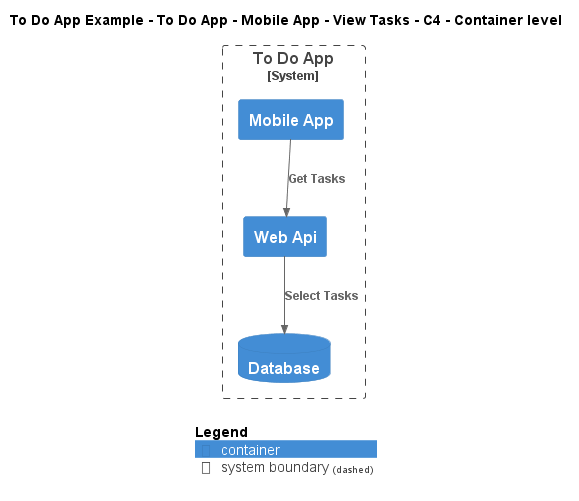 To Do App Example - To Do App - Mobile App - View Tasks - C4 - Container level
To Do App
[System]
Mobile App
Get Tasks
Web Api
Select Tasks
Database
Legend
container
system boundary (dashed)